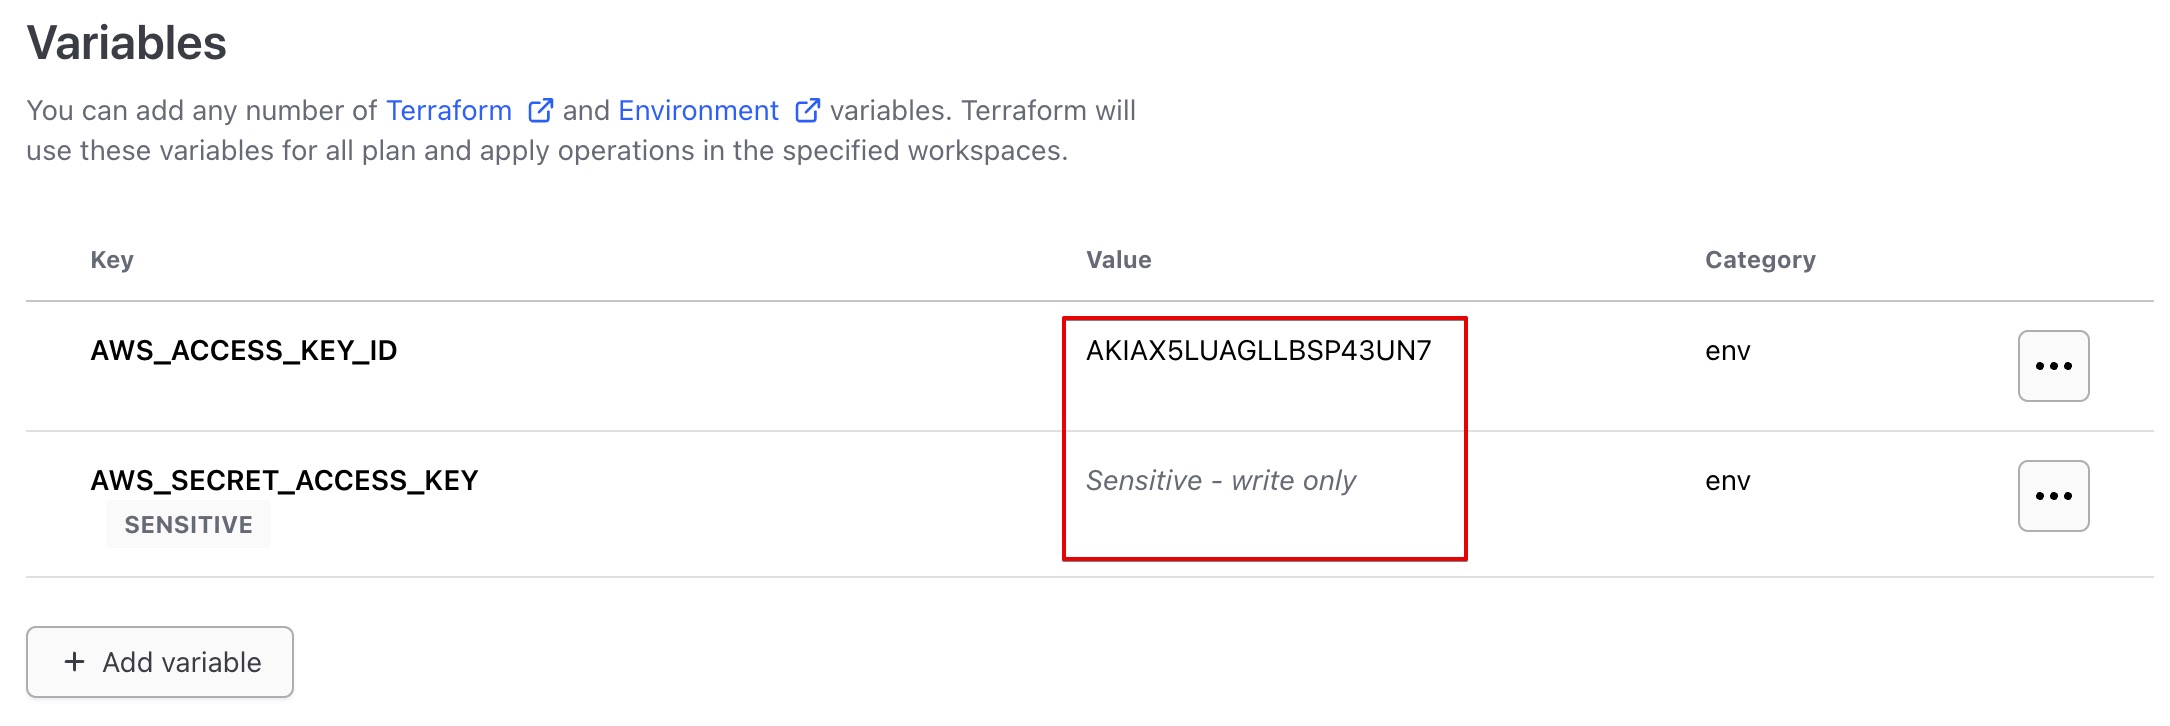 Variables
You can add any number of Terraform and Environment variables. Terraform will
use these variables for all plan and apply operations in the specified workspaces.
Key Value Category
AWS_ACCESS_KEY_ID AKIAX5LUAGLLBSP43UN7 env
AWS_SECRET_ACCESS_KEY Sensitive - write only env
SENSITIVE
+ Add variable